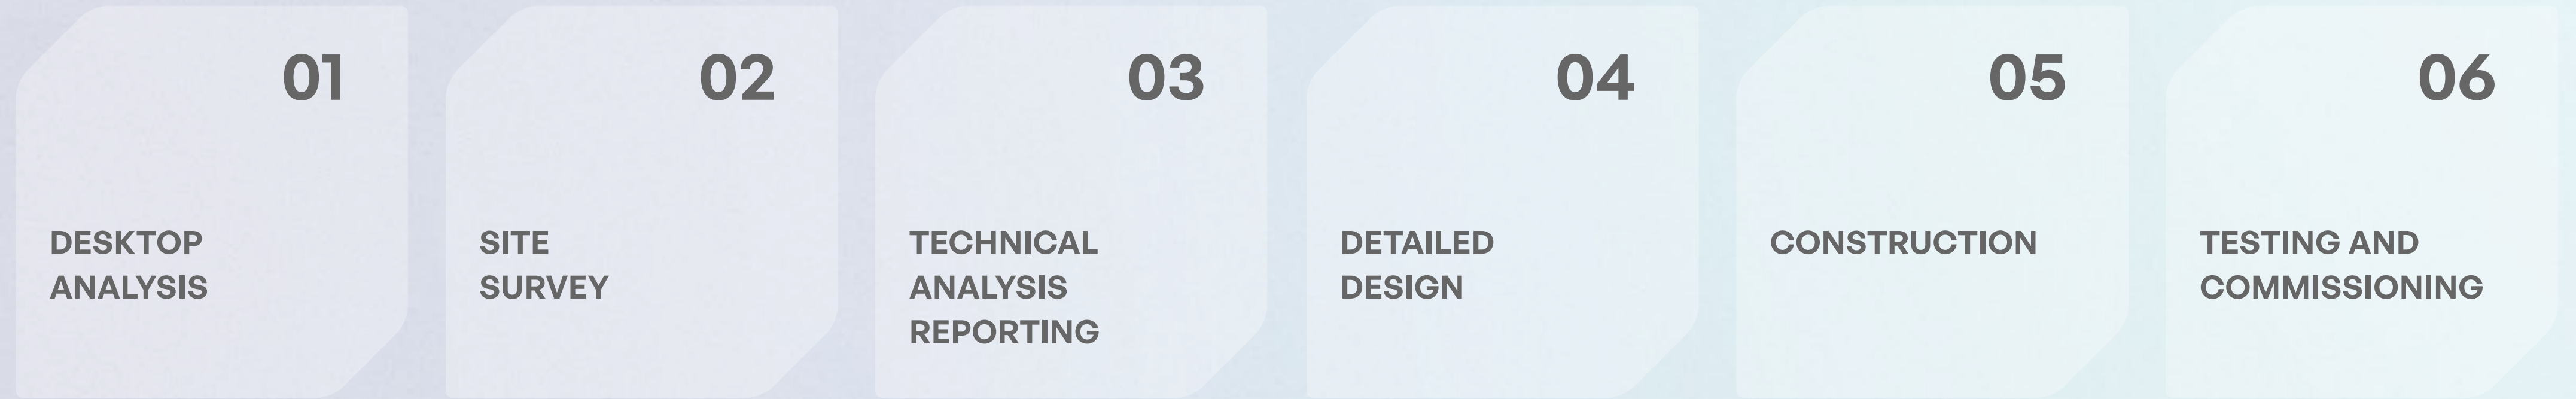 01
DESKTOP
ANALYSIS
02
SITE
SURVEY
03
TECHNICAL
ANALYSIS
REPORTING
04
DETAILED
DESIGN
05
CONSTRUCTION
06
TESTING AND
COMMISSIONING